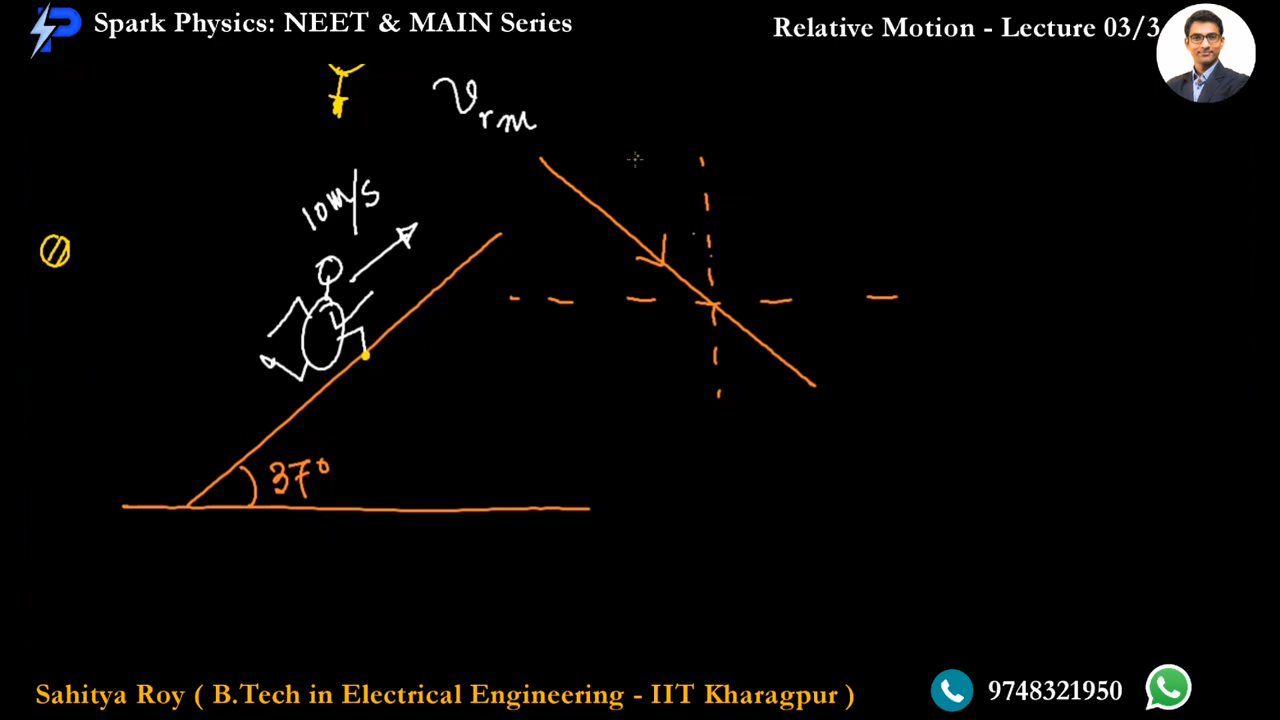 Spark Physics: NEET & MAIN Series
Relative Motion - Lecture 03/3
v_rm
10m/s
37°
Sahitya Roy ( B.Tech in Electrical Engineering - IIT Kharagpur )
9748321950